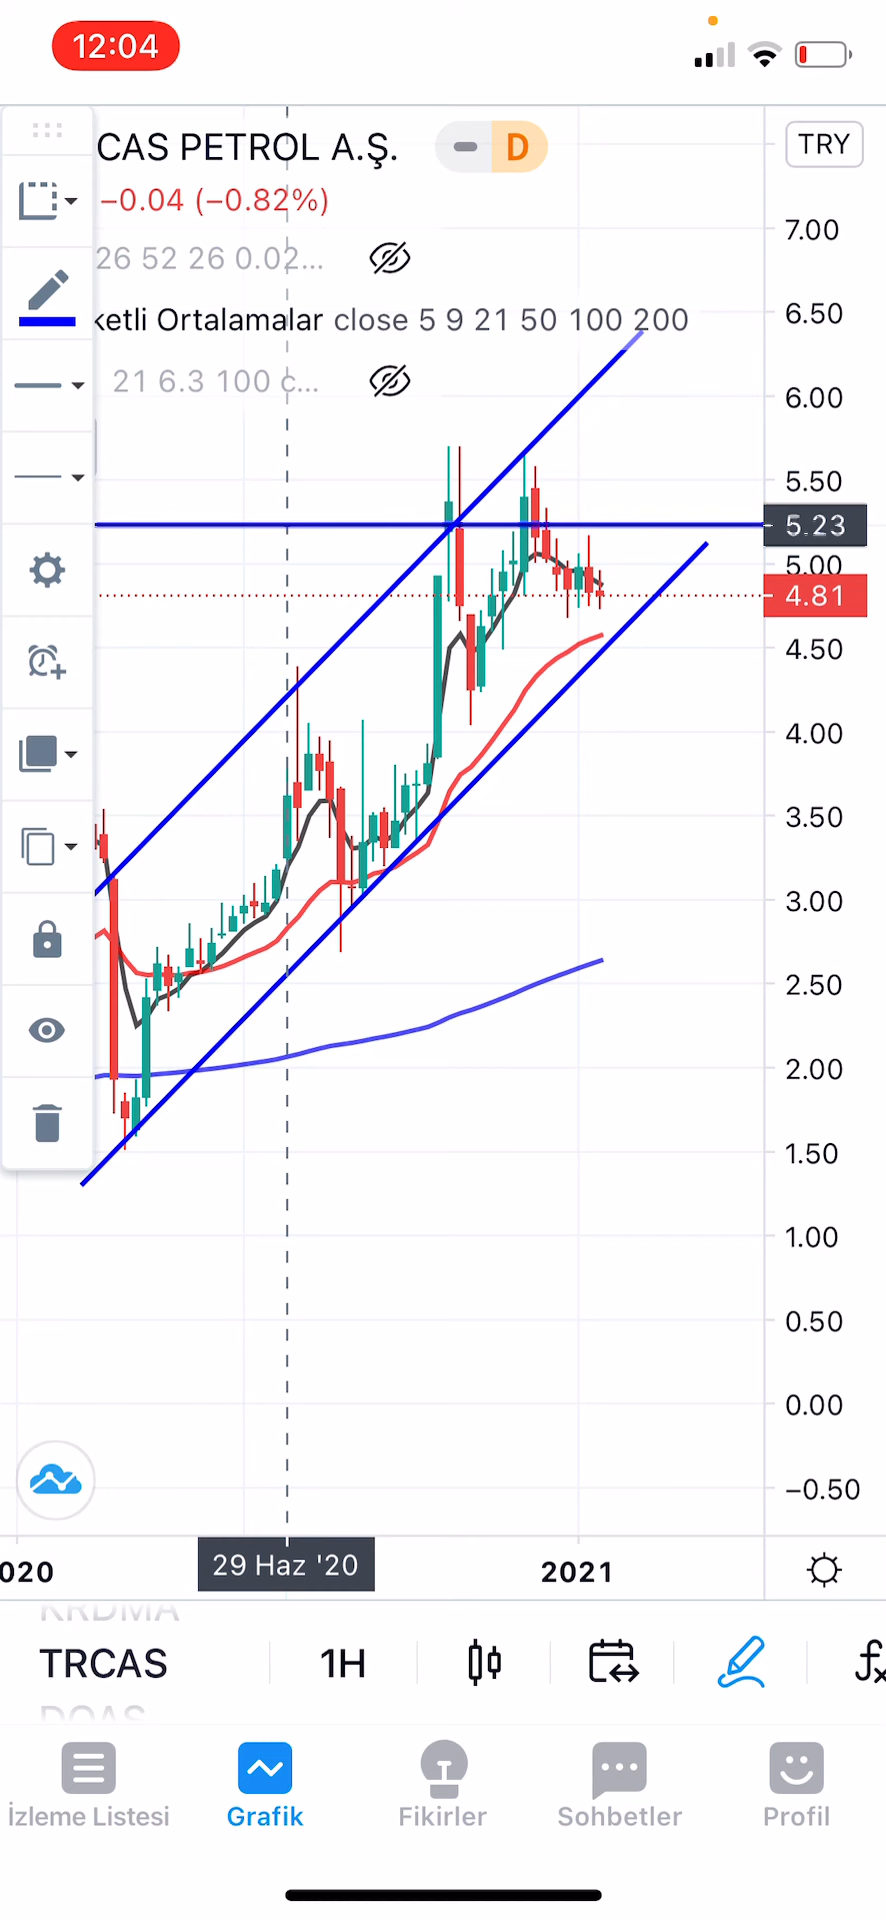 12:04
CAS PETROL A.Ş.
D
TRY
−0.04 (−0.82%)
26 52 26 0.02...
ketli Ortalamalar close 5 9 21 50 100 200
21 6.3 100 c...
7.00
6.50
6.00
5.50
5.23
5.00
4.81
4.50
4.00
3.50
3.00
2.50
2.00
1.50
1.00
0.50
0.00
−0.50
020
29 Haz '20
2021
KRDMA
TRCAS
1H
DOAS
İzleme Listesi
Grafik
Fikirler
Sohbetler
Profil